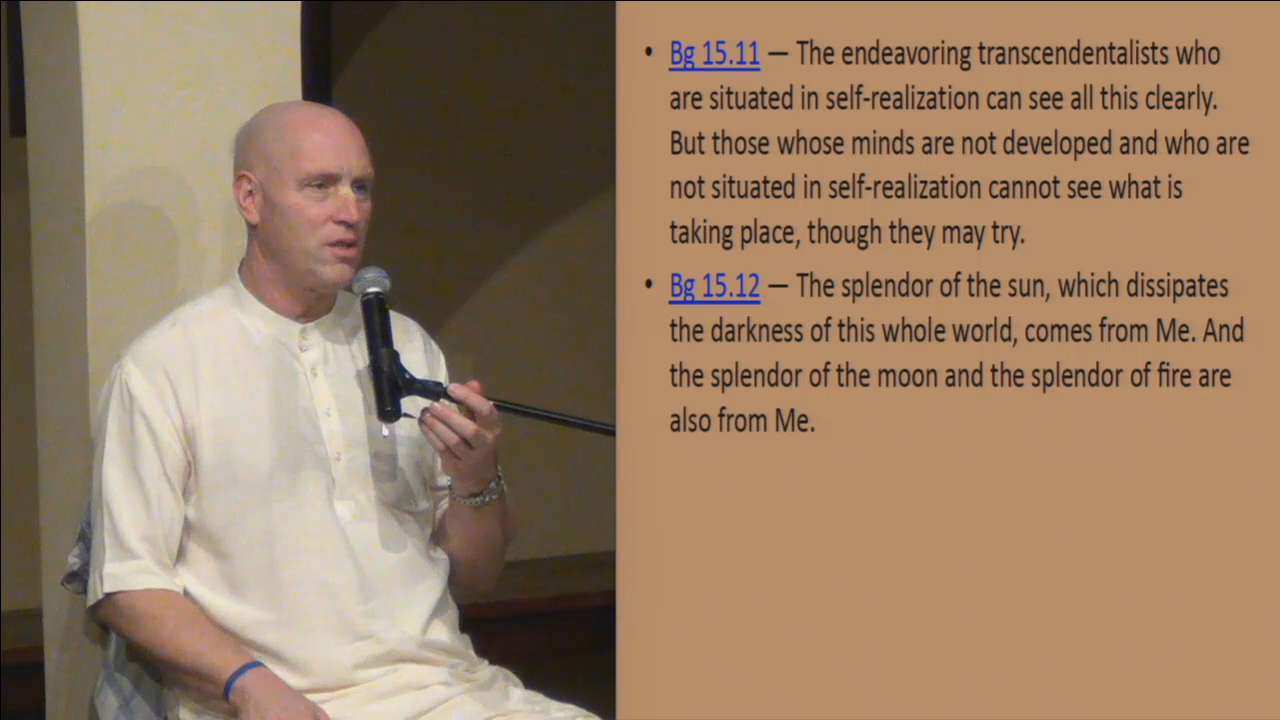 • Bg 15.11 — The endeavoring transcendentalists who
are situated in self-realization can see all this clearly.
But those whose minds are not developed and who are
not situated in self-realization cannot see what is
taking place, though they may try.
• Bg 15.12 — The splendor of the sun, which dissipates
the darkness of this whole world, comes from Me. And
the splendor of the moon and the splendor of fire are
also from Me.